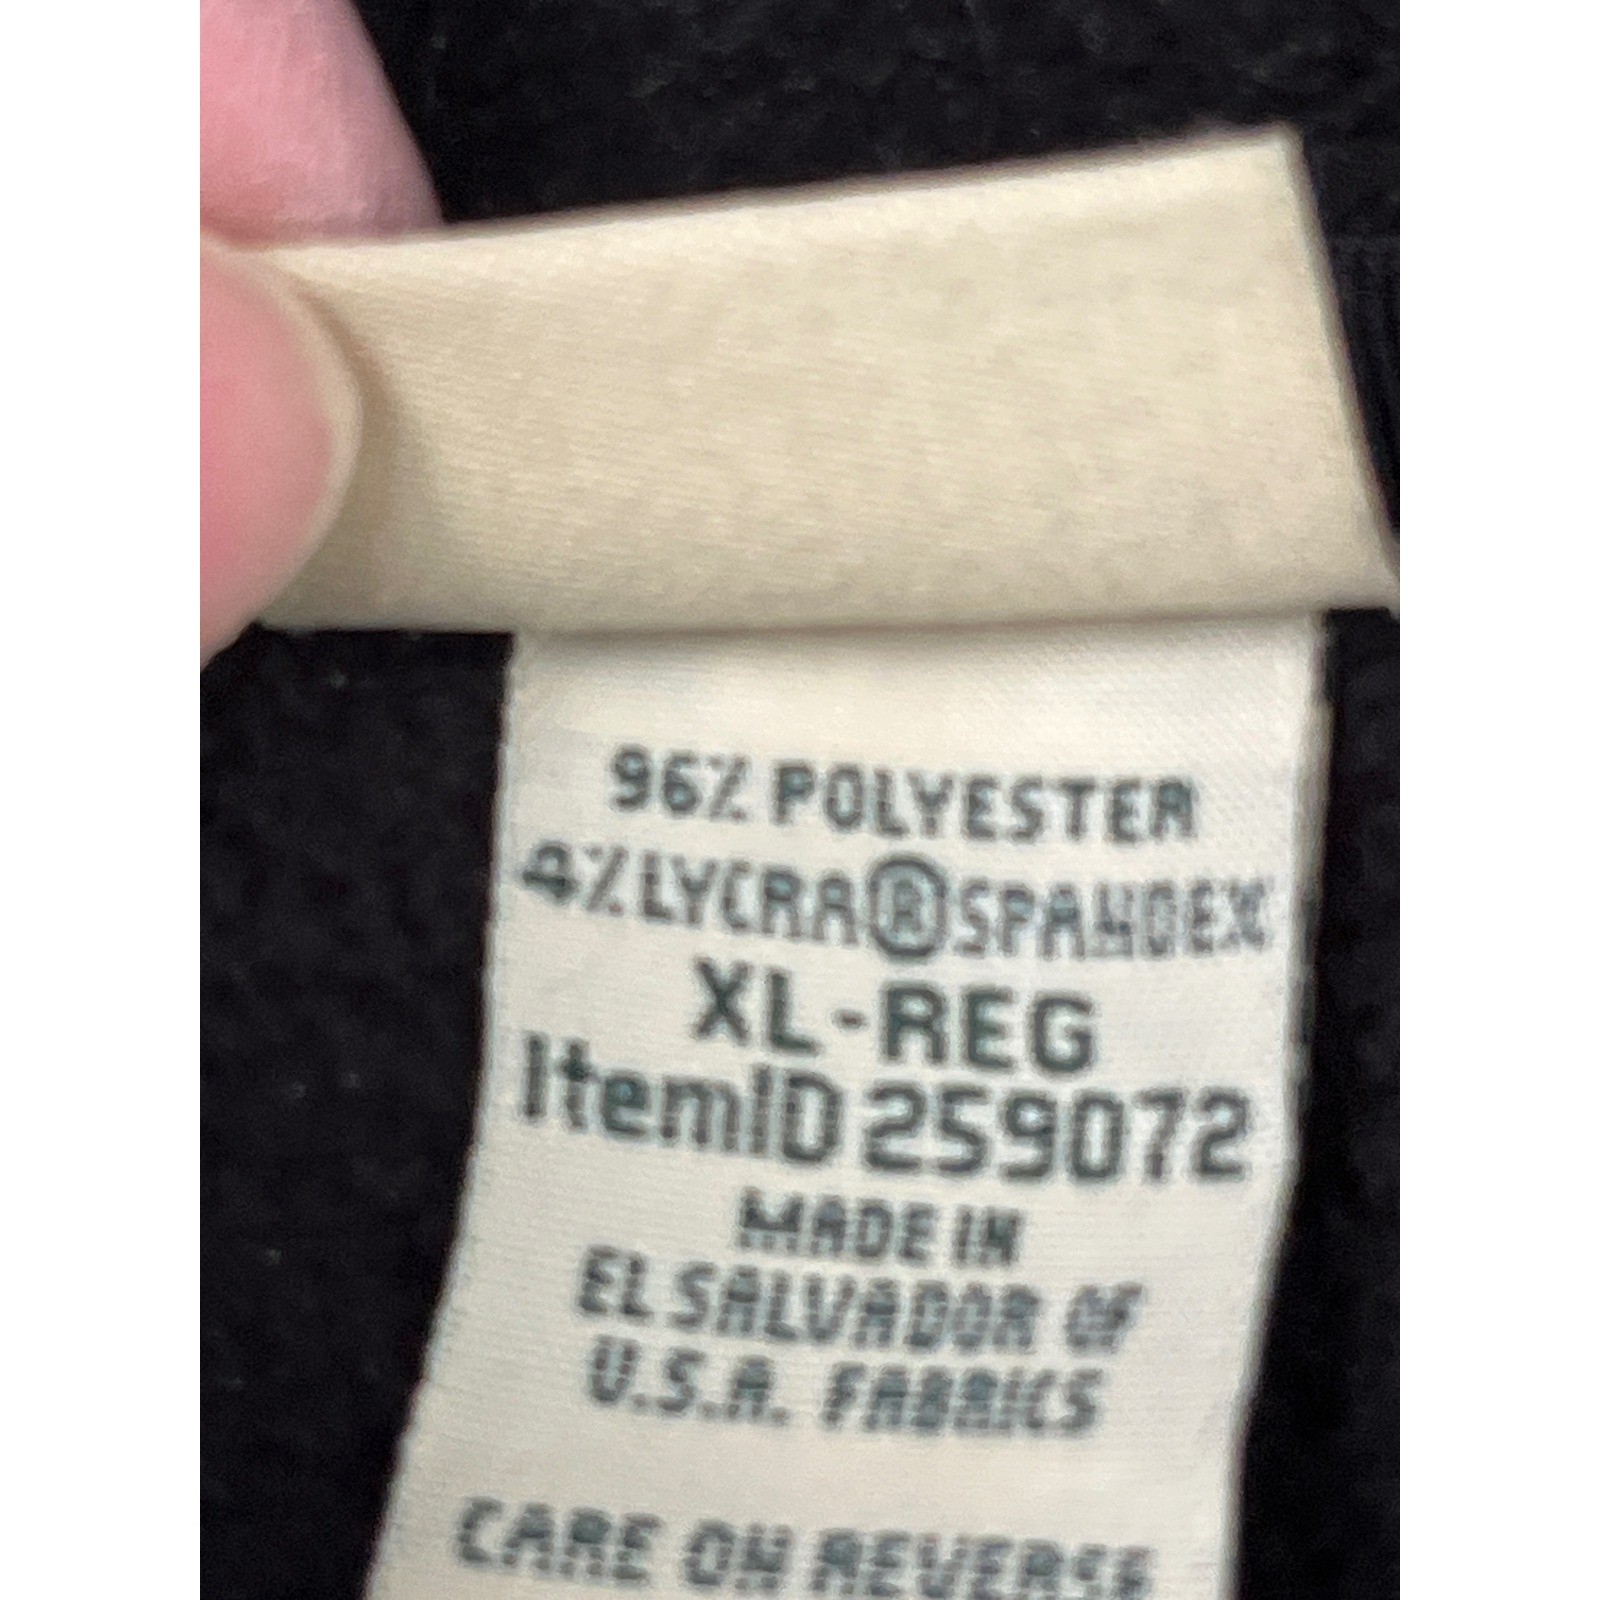 96% POLYESTER
4% LYCRA® SPANDEX
XL-REG
ItemID 259072
MADE IN
EL SALVADOR OF
U.S.A. FABRICS
CARE ON REVERSE